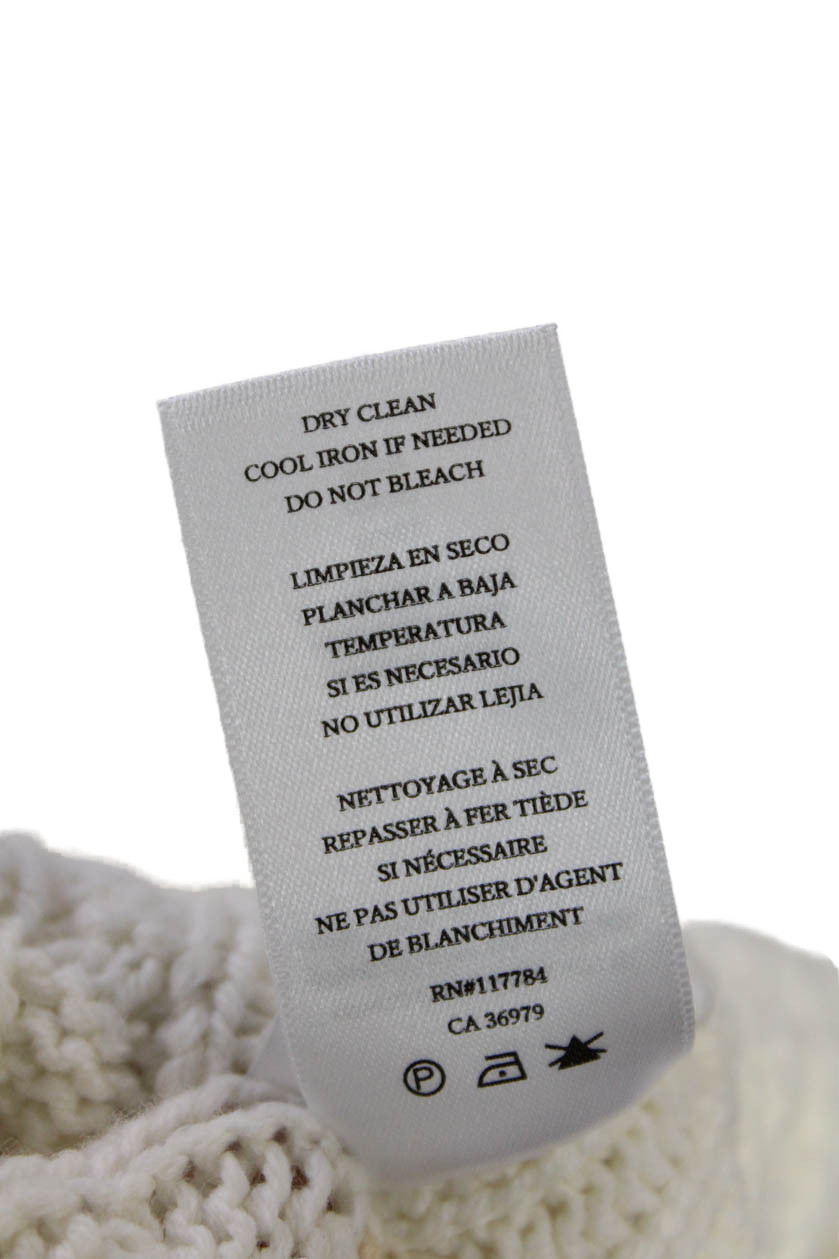 DRY CLEAN
COOL IRON IF NEEDED
DO NOT BLEACH
LIMPIEZA EN SECO
PLANCHAR A BAJA
TEMPERATURA
SI ES NECESARIO
NO UTILIZAR LEJIA
NETTOYAGE À SEC
REPASSER À FER TIÈDE
SI NÉCESSAIRE
NE PAS UTILISER D'AGENT
DE BLANCHIMENT
RN#117784
CA 36979
P